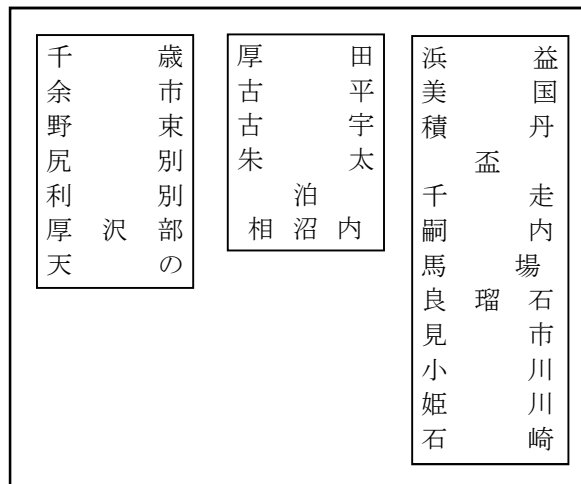 千歳
余市
野束
尻別
利別
厚沢部
天の
厚田
古平
古宇
朱太
泊
相沼内
浜益
美国
積丹
盃
千走
嗣内
馬場
良瑠石
見市
小川
姫川
石崎